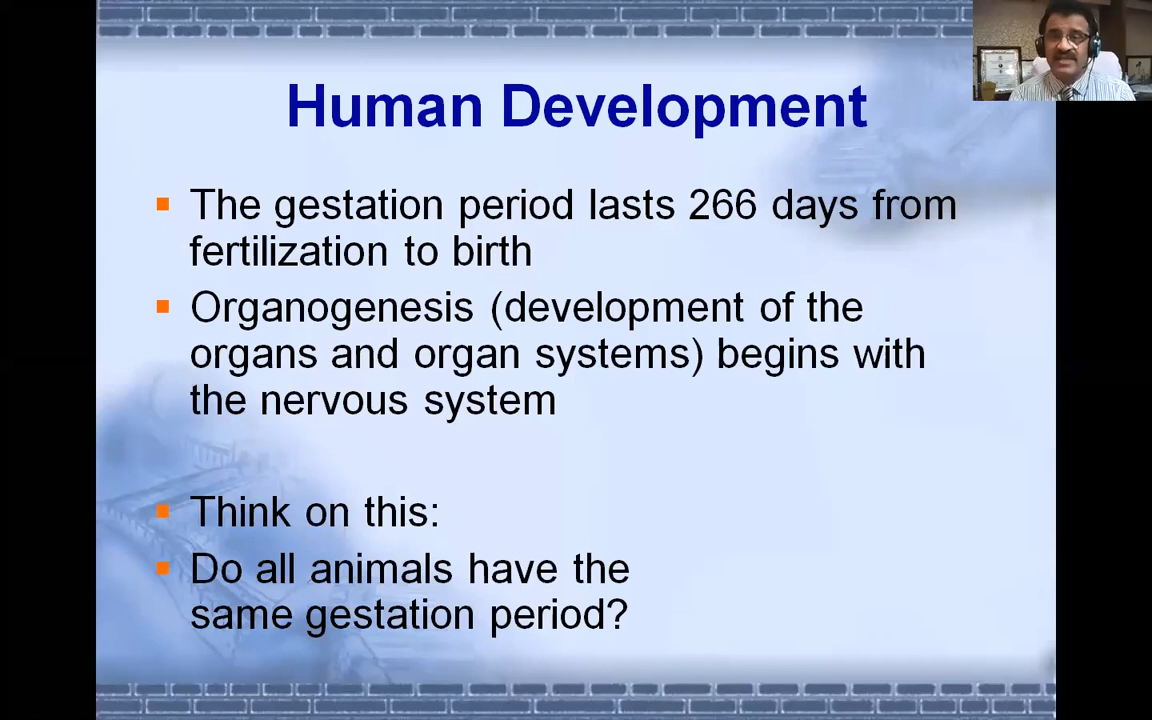 Human Development
▪ The gestation period lasts 266 days from
fertilization to birth
▪ Organogenesis (development of the
organs and organ systems) begins with
the nervous system
▪ Think on this:
▪ Do all animals have the
same gestation period?